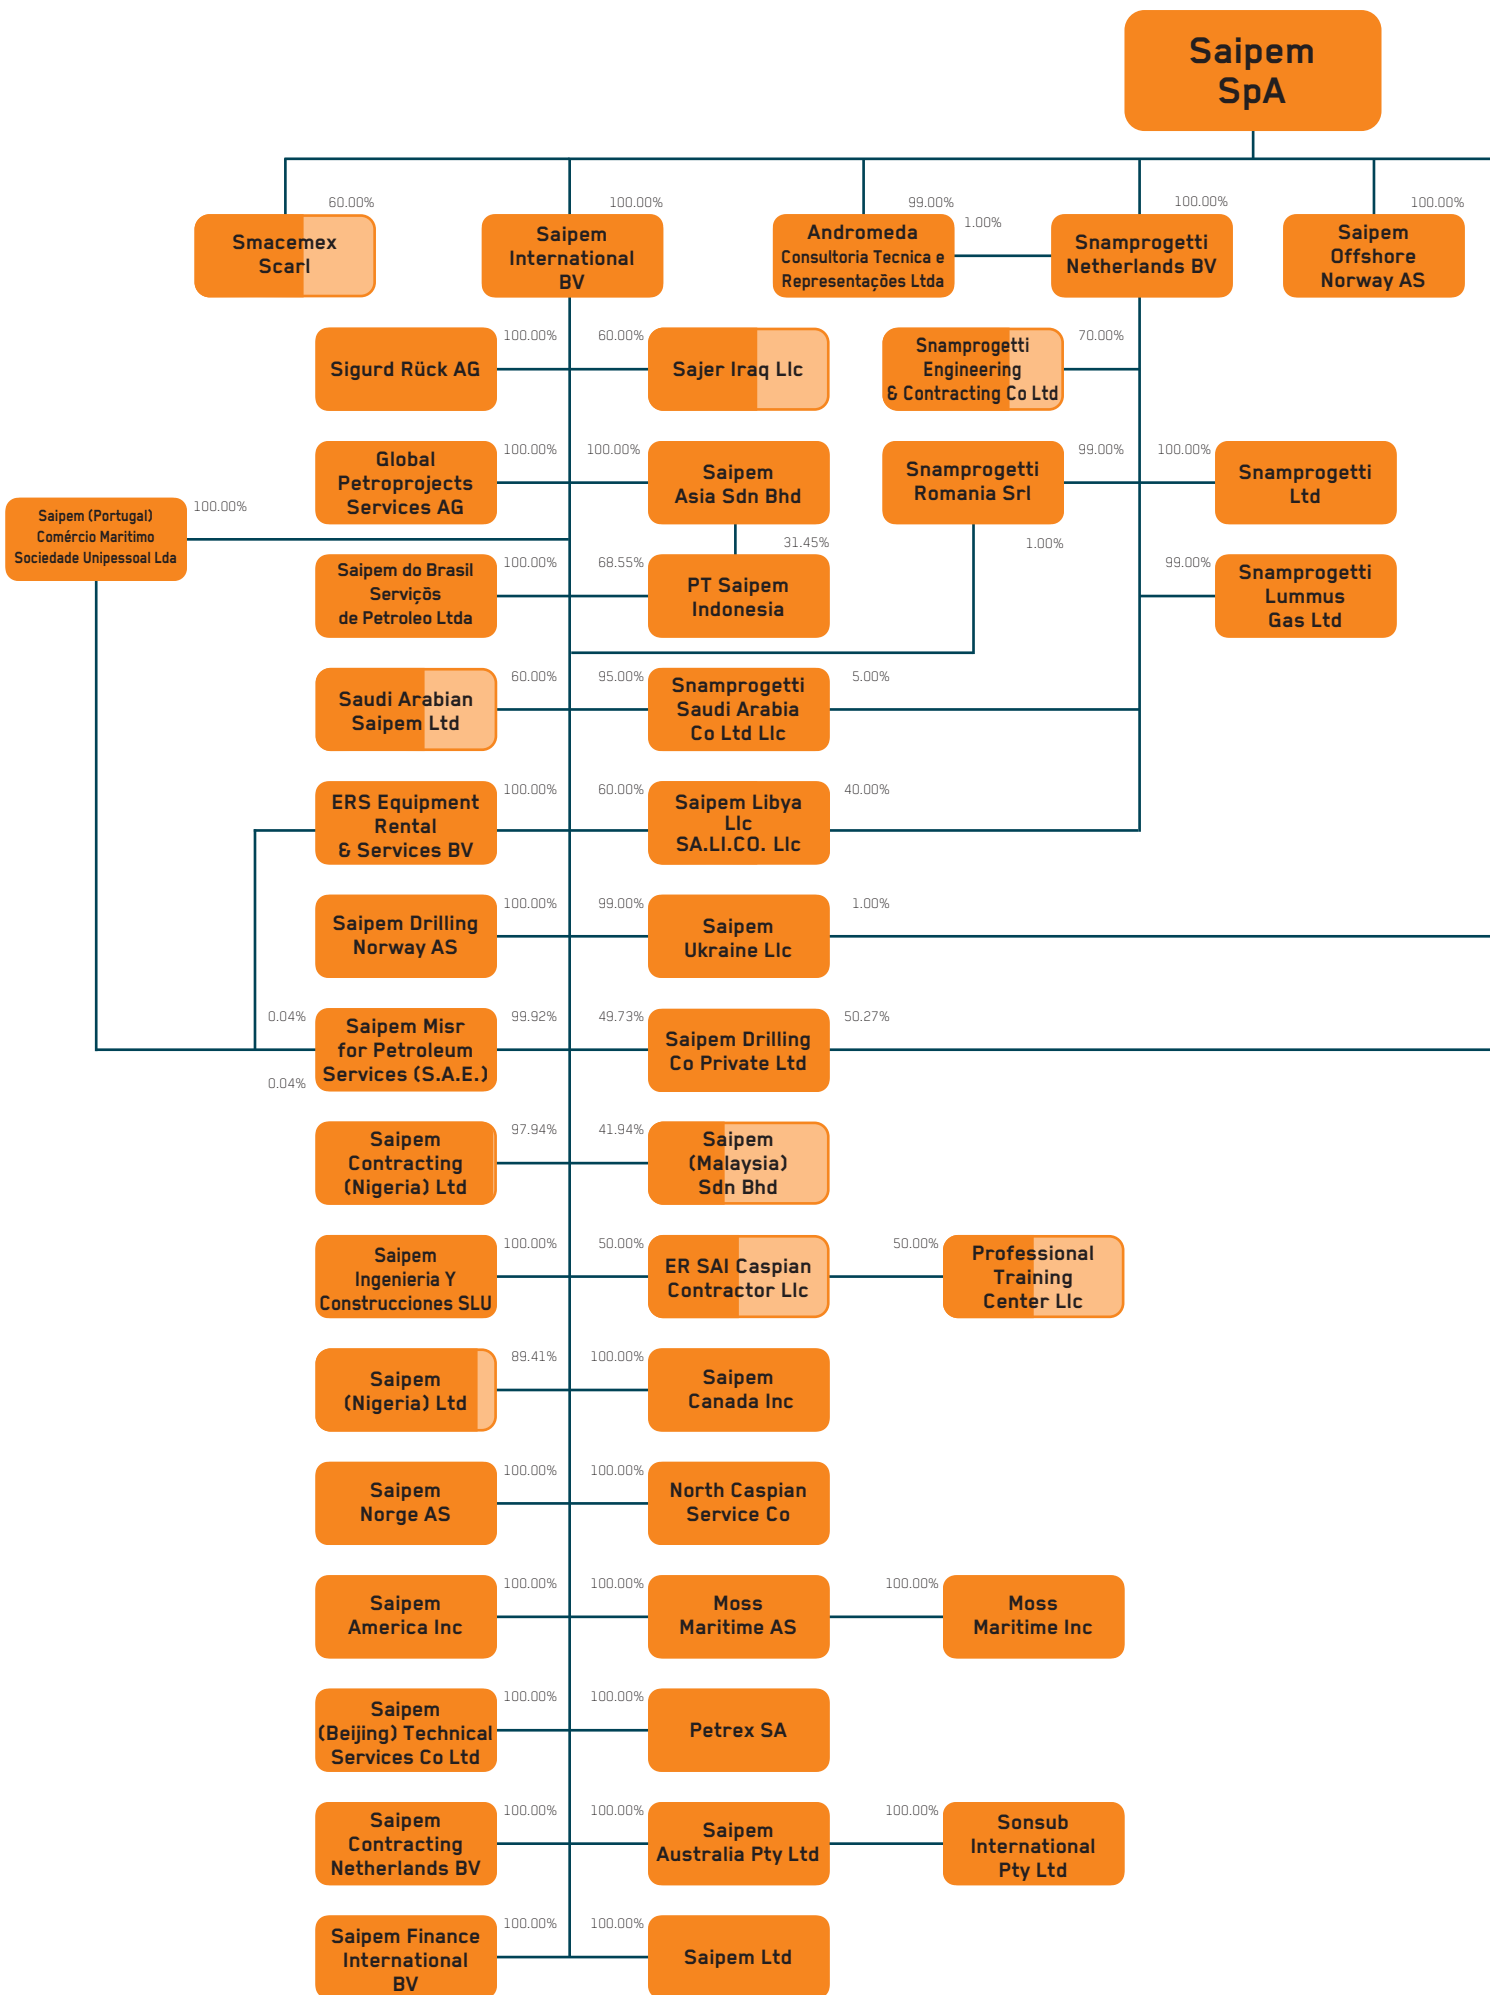 Saipem
SpA
60.00%
100.00%
99.00%
1.00%
100.00%
100.00%
Smacemex
Scarl
Saipem
International
BV
Andromeda
Consultoria Tecnica e
Representações Ltda
Snamprogetti
Netherlands BV
Saipem
Offshore
Norway AS
100.00%
60.00%
70.00%
Sigurd Rück AG
Sajer Iraq Llc
Snamprogetti
Engineering
& Contracting Co Ltd
100.00%
100.00%
99.00%
100.00%
Global
Petroprojects
Services AG
Saipem
Asia Sdn Bhd
Snamprogetti
Romania Srl
Snamprogetti
Ltd
100.00%
Saipem (Portugal)
Comércio Maritimo
Sociedade Unipessoal Lda
31.45%
1.00%
100.00%
68.55%
99.00%
Saipem do Brasil
Serviçõs
de Petroleo Ltda
PT Saipem
Indonesia
Snamprogetti
Lummus
Gas Ltd
60.00%
95.00%
5.00%
Saudi Arabian
Saipem Ltd
Snamprogetti
Saudi Arabia
Co Ltd Llc
100.00%
60.00%
40.00%
ERS Equipment
Rental
& Services BV
Saipem Libya
Llc
SA.LI.CO. Llc
100.00%
99.00%
1.00%
Saipem Drilling
Norway AS
Saipem
Ukraine Llc
0.04%
99.92%
49.73%
50.27%
Saipem Misr
for Petroleum
Services (S.A.E.)
Saipem Drilling
Co Private Ltd
0.04%
97.94%
41.94%
Saipem
Contracting
(Nigeria) Ltd
Saipem
(Malaysia)
Sdn Bhd
100.00%
50.00%
50.00%
Saipem
Ingenieria Y
Construcciones SLU
ER SAI Caspian
Contractor Llc
Professional
Training
Center Llc
89.41%
100.00%
Saipem
(Nigeria) Ltd
Saipem
Canada Inc
100.00%
100.00%
Saipem
Norge AS
North Caspian
Service Co
100.00%
100.00%
100.00%
Saipem
America Inc
Moss
Maritime AS
Moss
Maritime Inc
100.00%
100.00%
Saipem
(Beijing) Technical
Services Co Ltd
Petrex SA
100.00%
100.00%
100.00%
Saipem
Contracting
Netherlands BV
Saipem
Australia Pty Ltd
Sonsub
International
Pty Ltd
100.00%
100.00%
Saipem Finance
International
BV
Saipem Ltd